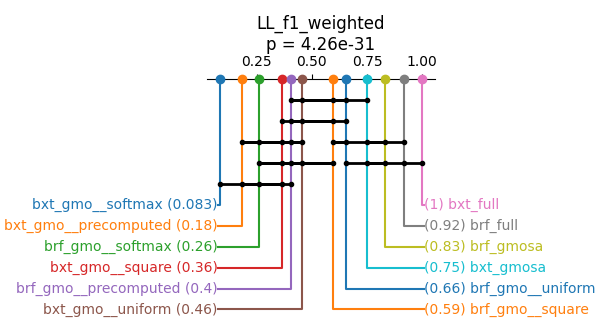 LL_f1_weighted
p = 4.26e-31
0.25 0.50 0.75 1.00
bxt_gmo__softmax (0.083) (1) bxt_full
bxt_gmo__precomputed (0.18) (0.92) brf_full
brf_gmo__softmax (0.26) (0.83) brf_gmosa
bxt_gmo__square (0.36) (0.75) bxt_gmosa
brf_gmo__precomputed (0.4) (0.66) brf_gmo__uniform
bxt_gmo__uniform (0.46) (0.59) brf_gmo__square